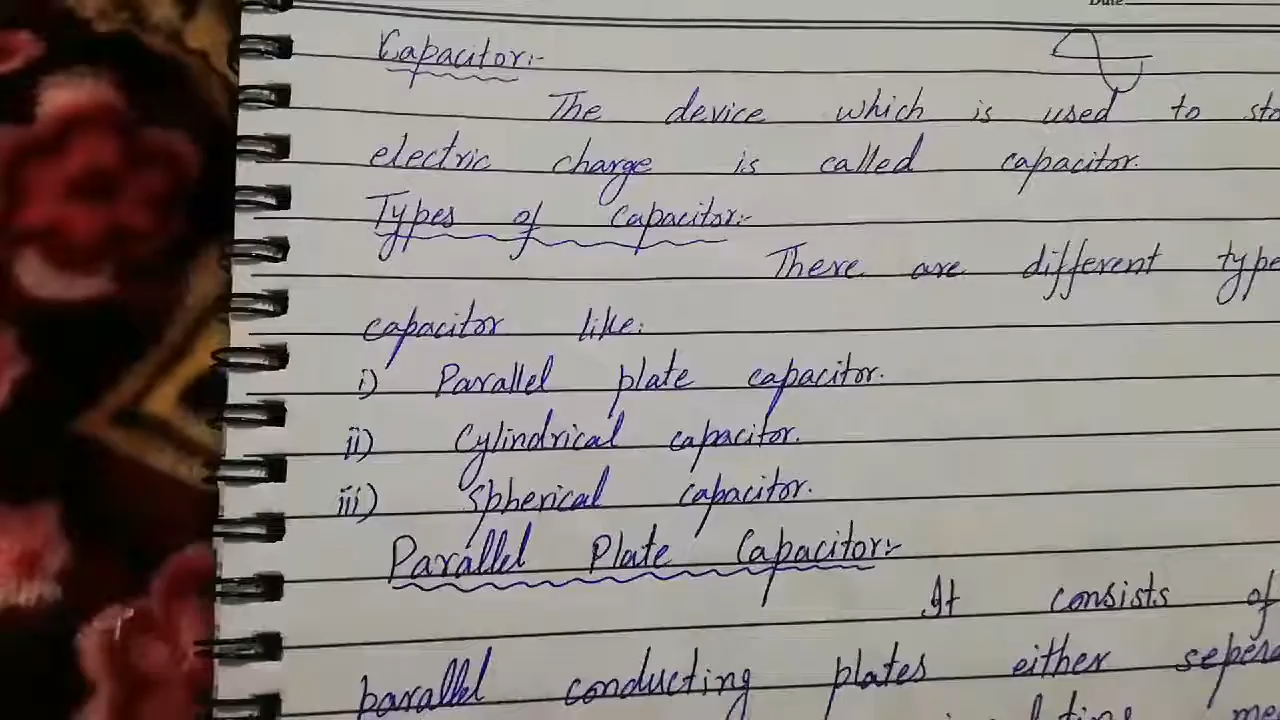 Date
Capacitor:-
The device which is used to sto
electric charge is called capacitor.
Types of Capacitor:-
There are different type
capacitor like:
i) Parallel plate capacitor.
ii) Cylindrical capacitor.
iii) Spherical capacitor.
Parallel Plate Capacitor:-
It consists of
parallel conducting plates either sepera